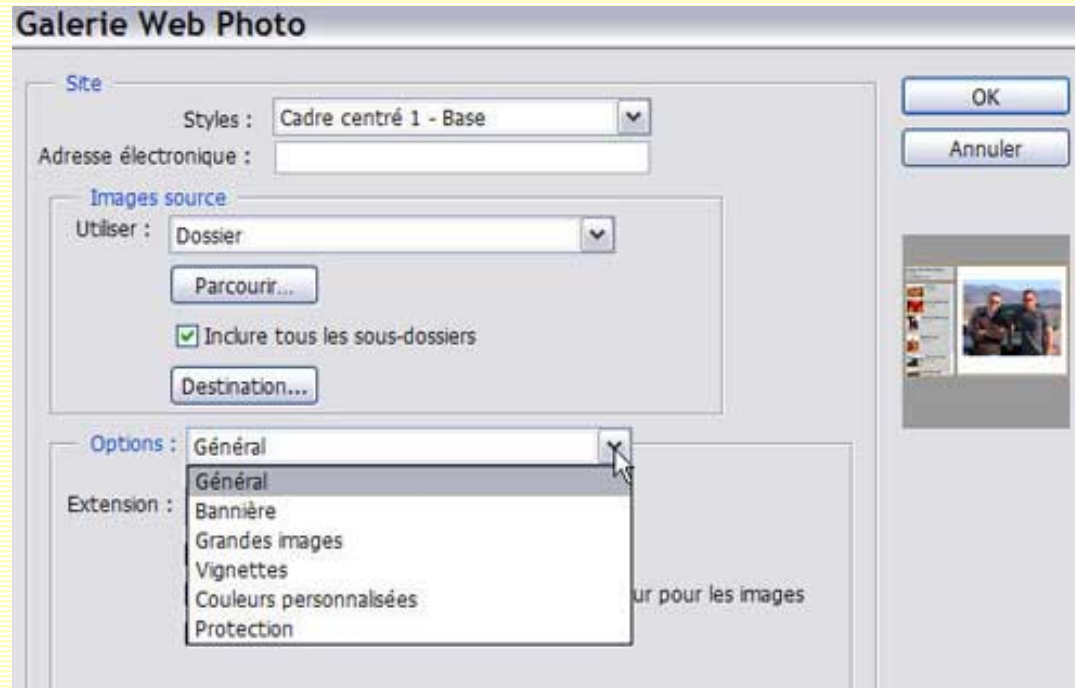 Galerie Web Photo
Site
Styles : Cadre centré 1 - Base
Adresse électronique :
Images source
Utiliser : Dossier
Parcourir...
Inclure tous les sous-dossiers
Destination...
Options : Général
Général
Extension :
Bannière
Grandes images
Vignettes
Couleurs personnalisées
ur pour les images
Protection
OK
Annuler